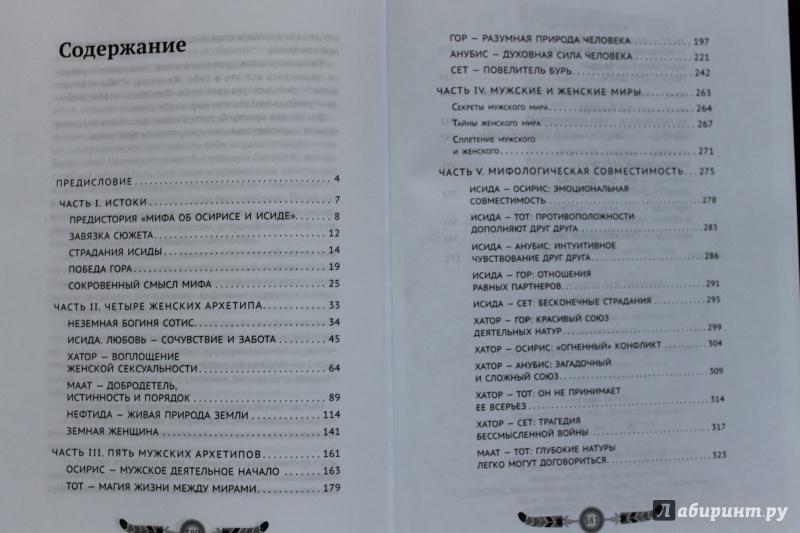 Содержание
ПРЕДИСЛОВИЕ 4
ЧАСТЬ I. ИСТОКИ 7
ПРЕДИСТОРИЯ «МИФА ОБ ОСИРИСЕ И ИСИДЕ» 8
ЗАВЯЗКА СЮЖЕТА 12
СТРАДАНИЯ ИСИДЫ 14
ПОБЕДА ГОРА 19
СОКРОВЕННЫЙ СМЫСЛ МИФА 25
ЧАСТЬ II. ЧЕТЫРЕ ЖЕНСКИХ АРХЕТИПА 33
НЕЗЕМНАЯ БОГИНЯ СОТИС 34
ИСИДА. ЛЮБОВЬ – СОЧУВСТВИЕ И ЗАБОТА 45
ХАТОР – ВОПЛОЩЕНИЕ
ЖЕНСКОЙ СЕКСУАЛЬНОСТИ 64
МААТ – ДОБРОДЕТЕЛЬ,
ИСТИННОСТЬ И ПОРЯДОК 89
НЕФТИДА – ЖИВАЯ ПРИРОДА ЗЕМЛИ 114
ЗЕМНАЯ ЖЕНЩИНА 141
ЧАСТЬ III. ПЯТЬ МУЖСКИХ АРХЕТИПОВ 161
ОСИРИС – МУЖСКОЕ ДЕЯТЕЛЬНОЕ НАЧАЛО 163
ТОТ – МАГИЯ ЖИЗНИ МЕЖДУ МИРАМИ 179
380
ГОР – РАЗУМНАЯ ПРИРОДА ЧЕЛОВЕКА 197
АНУБИС – ДУХОВНАЯ СИЛА ЧЕЛОВЕКА 221
СЕТ – ПОВЕЛИТЕЛЬ БУРЬ 242
ЧАСТЬ IV. МУЖСКИЕ И ЖЕНСКИЕ МИРЫ 263
СЕКРЕТЫ МУЖСКОГО МИРА 264
ТАЙНЫ ЖЕНСКОГО МИРА 267
СПЛЕТЕНИЕ МУЖСКОГО
И ЖЕНСКОГО 271
ЧАСТЬ V. МИФОЛОГИЧЕСКАЯ СОВМЕСТИМОСТЬ 275
ИСИДА – ОСИРИС: ЭМОЦИОНАЛЬНАЯ
СОВМЕСТИМОСТЬ 278
ИСИДА – ТОТ: ПРОТИВОПОЛОЖНОСТИ
ДОПОЛНЯЮТ ДРУГ ДРУГА 283
ИСИДА – АНУБИС: ИНТУИТИВНОЕ
ЧУВСТВОВАНИЕ ДРУГ ДРУГА 286
ИСИДА – ГОР: ОТНОШЕНИЯ
РАВНЫХ ПАРТНЕРОВ 291
ИСИДА – СЕТ: БЕСКОНЕЧНЫЕ СТРАДАНИЯ 295
ХАТОР – ГОР: КРАСИВЫЙ СОЮЗ
ДЕЯТЕЛЬНЫХ НАТУР 299
ХАТОР – ОСИРИС: «ОГНЕННЫЙ» КОНФЛИКТ 304
ХАТОР – АНУБИС: ЗАГАДОЧНЫЙ
И СЛОЖНЫЙ СОЮЗ 309
ХАТОР – ТОТ: ОН НЕ ПРИНИМАЕТ
ЕЕ ВСЕРЬЕЗ 314
ХАТОР – СЕТ: ТРАГЕДИЯ
БЕССМЫСЛЕННОЙ ВОЙНЫ 317
МААТ – ТОТ: ГЛУБОКИЕ НАТУРЫ
ЛЕГКО МОГУТ ДОГОВОРИТЬСЯ 323
381
Лабиринт.ру